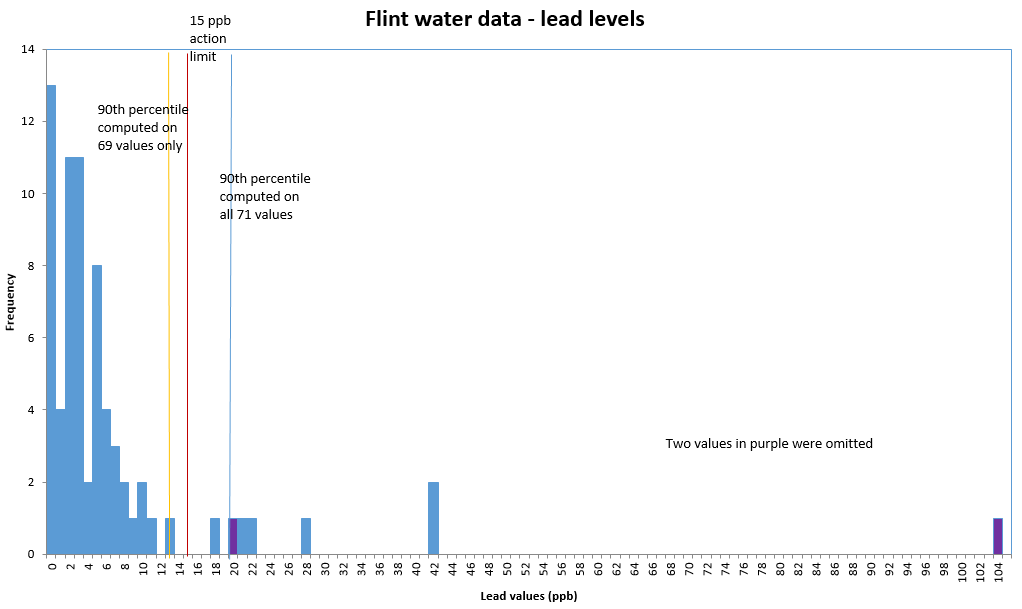 Flint water data - lead levels
15 ppb
action
limit
90th percentile
computed on
69 values only
90th percentile
computed on
all 71 values
Two values in purple were omitted
Frequency
14
12
10
8
6
4
2
0
0 2 4 6 8 10 12 14 16 18 20 22 24 26 28 30 32 34 36 38 40 42 44 46 48 50 52 54 56 58 60 62 64 66 68 70 72 74 76 78 80 82 84 86 88 90 92 94 96 98 100 102 104
Lead values (ppb)